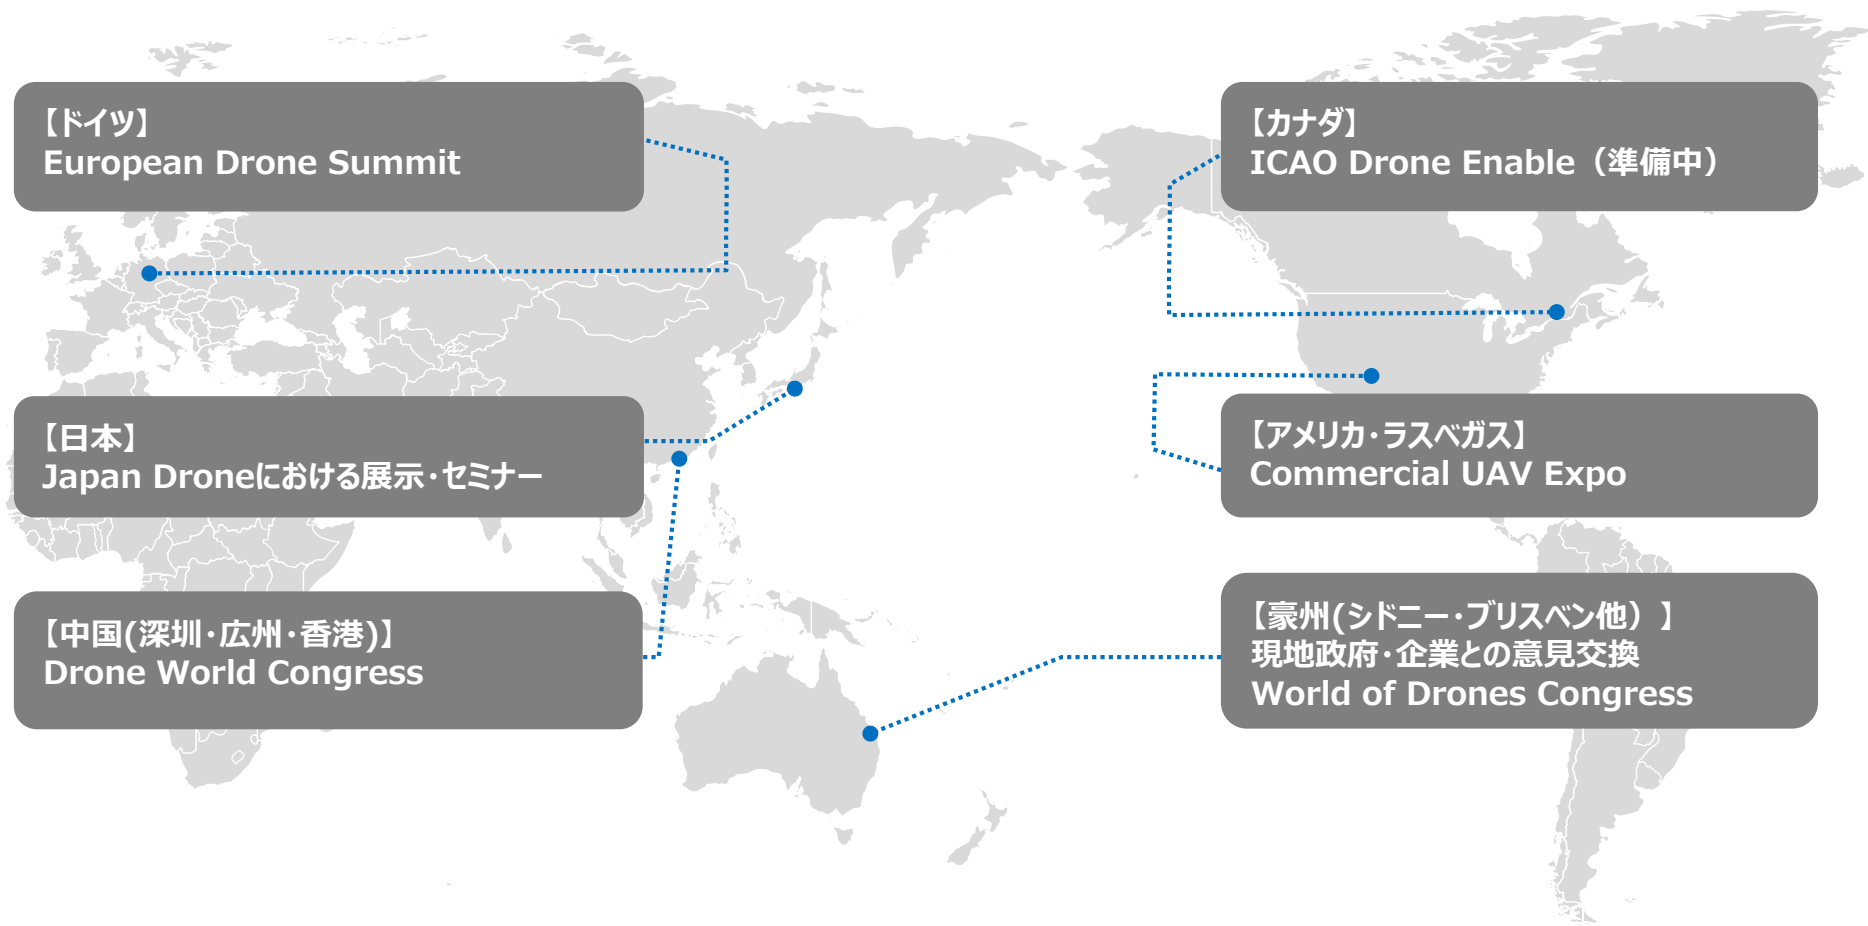 【ドイツ】
European Drone Summit
【カナダ】
ICAO Drone Enable（準備中）
【日本】
Japan Droneにおける展示・セミナー
【アメリカ・ラスベガス】
Commercial UAV Expo
【中国(深圳・広州・香港)】
Drone World Congress
【豪州(シドニー・ブリスベン他）】
現地政府・企業との意見交換
World of Drones Congress